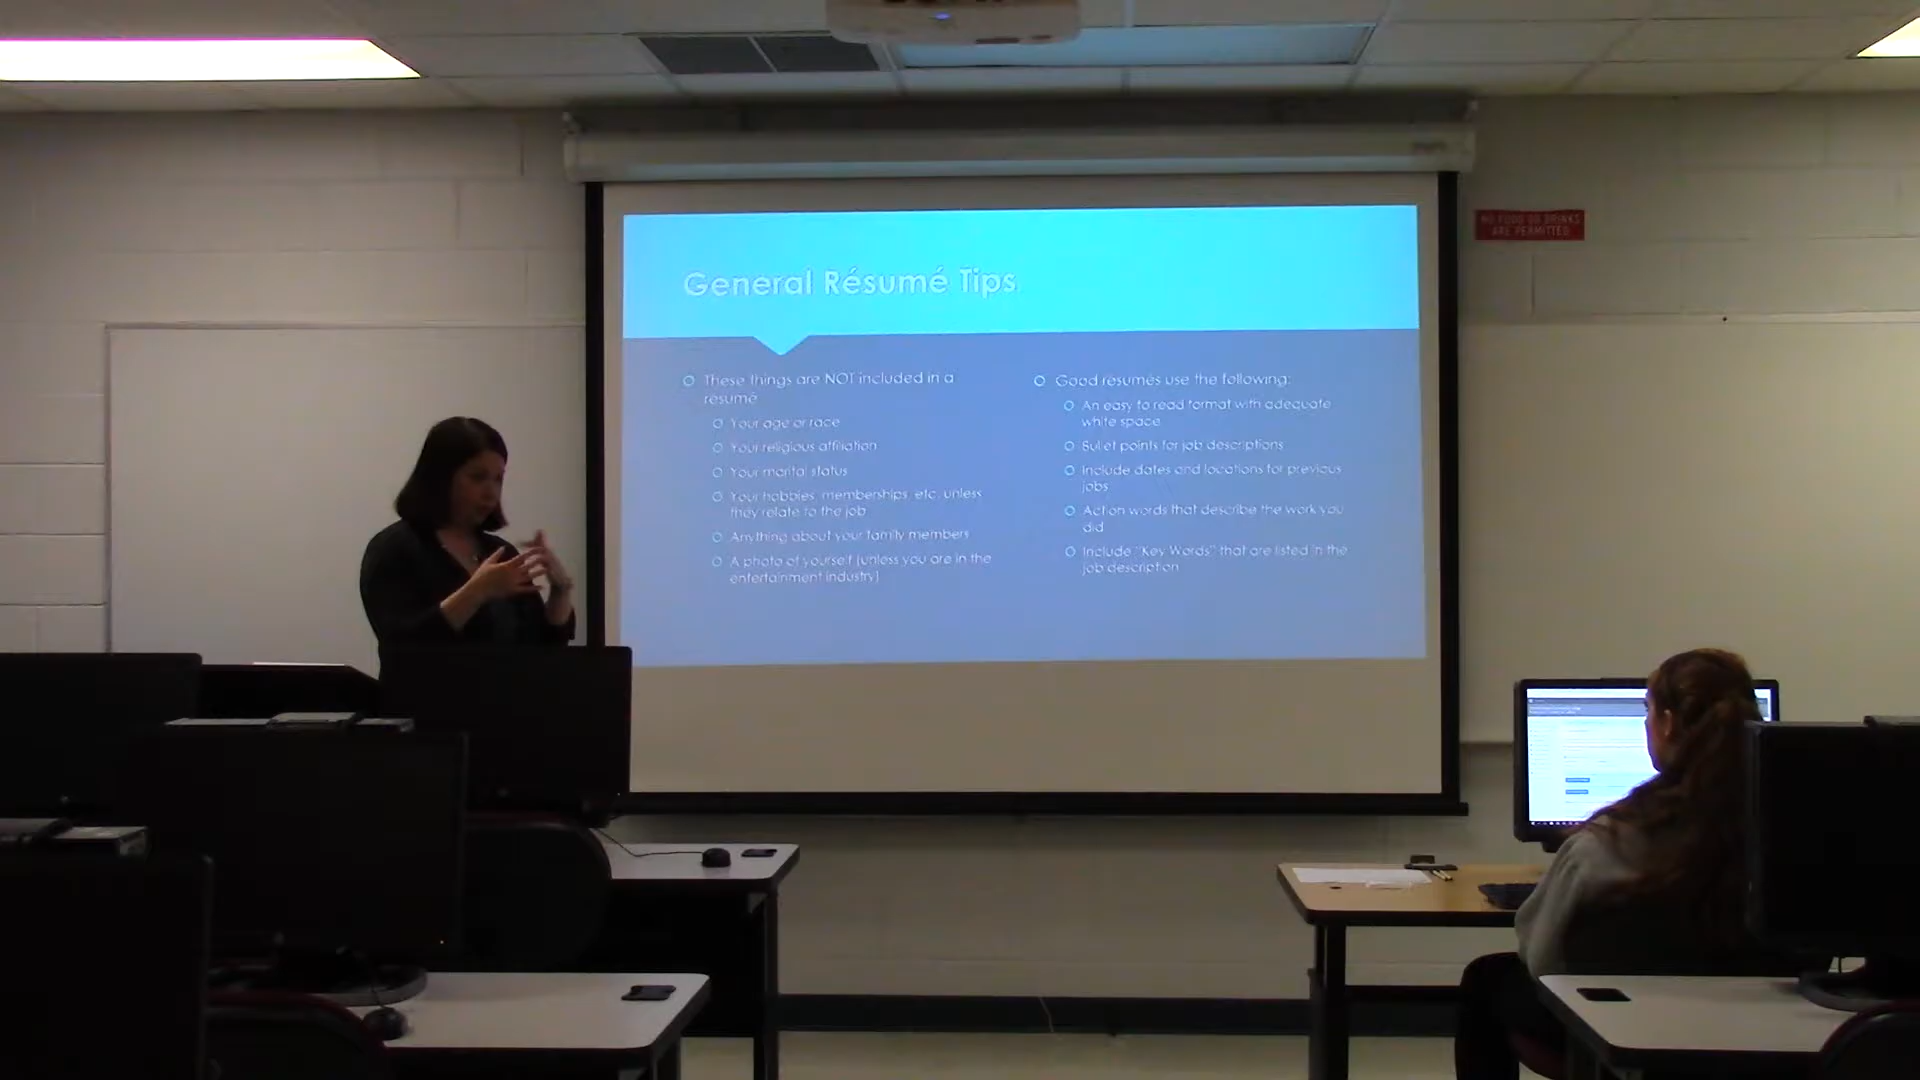 General Résumé Tips
These things are NOT included in a
résumé
Your age or race
Your religious affiliation
Your marital status
Your hobbies, memberships, etc. unless
they relate to the job
Anything about your family members
A photo of yourself (unless you are in the
entertainment industry)
Good résumés use the following:
An easy to read format with adequate
white space
Bullet points for job descriptions
Include dates and locations for previous
jobs
Action words that describe the work you
did
Include "Key Words" that are listed in the
job description
NO FOOD OR DRINKS
ARE PERMITTED